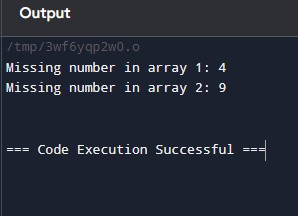 Output
/tmp/3wf6yqp2w0.o
Missing number in array 1: 4
Missing number in array 2: 9
=== Code Execution Successful ===